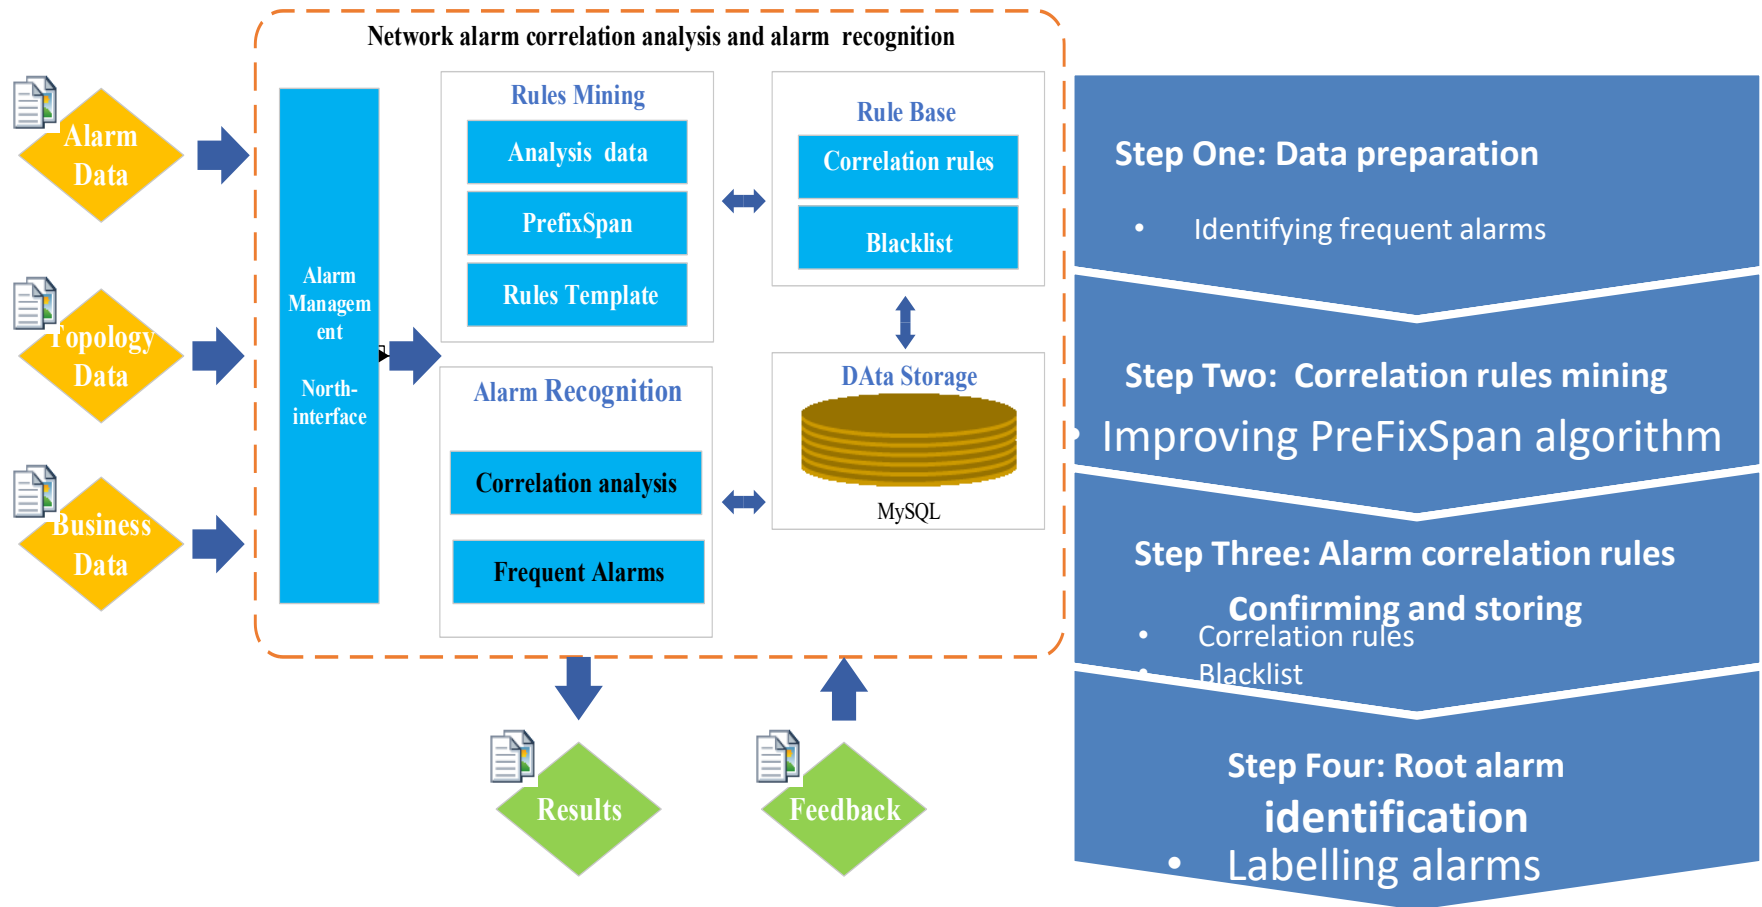 Network alarm correlation analysis and alarm recognition
Alarm
Data
Topology
Data
Business
Data
Alarm
Managem
ent
North-
interface
Rules Mining
Analysis data
PrefixSpan
Rules Template
Alarm Recognition
Correlation analysis
Frequent Alarms
Rule Base
Correlation rules
Blacklist
DAta Storage
MySQL
Results
Feedback
Step One: Data preparation
• Identifying frequent alarms
Step Two: Correlation rules mining
• Improving PreFixSpan algorithm
Step Three: Alarm correlation rules
Confirming and storing
• Correlation rules
• Blacklist
Step Four: Root alarm
identification
• Labelling alarms